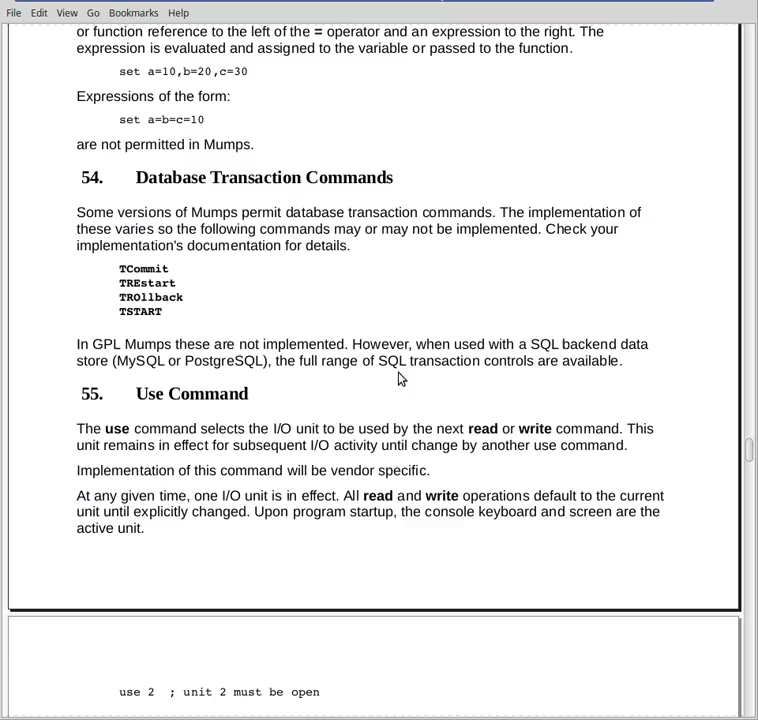 File Edit View Go Bookmarks Help
or function reference to the left of the = operator and an expression to the right. The
expression is evaluated and assigned to the variable or passed to the function.
set a=10,b=20,c=30
Expressions of the form:
set a=b=c=10
are not permitted in Mumps.
54. Database Transaction Commands
Some versions of Mumps permit database transaction commands. The implementation of
these varies so the following commands may or may not be implemented. Check your
implementation's documentation for details.
TCommit
TREstart
TROllback
TSTART
In GPL Mumps these are not implemented. However, when used with a SQL backend data
store (MySQL or PostgreSQL), the full range of SQL transaction controls are available.
55. Use Command
The use command selects the I/O unit to be used by the next read or write command. This
unit remains in effect for subsequent I/O activity until change by another use command.
Implementation of this command will be vendor specific.
At any given time, one I/O unit is in effect. All read and write operations default to the current
unit until explicitly changed. Upon program startup, the console keyboard and screen are the
active unit.
use 2 ; unit 2 must be open